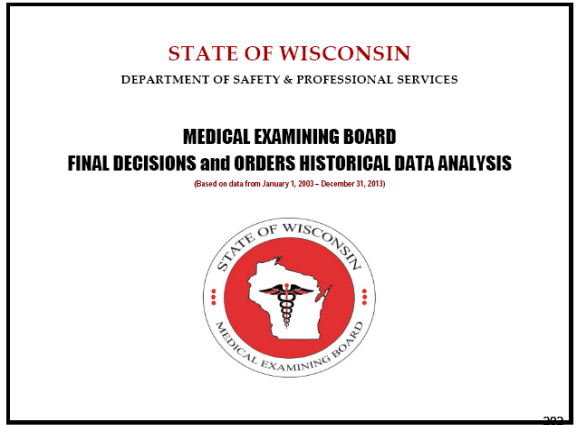 STATE OF WISCONSIN
DEPARTMENT OF SAFETY & PROFESSIONAL SERVICES
MEDICAL EXAMINING BOARD
FINAL DECISIONS and ORDERS HISTORICAL DATA ANALYSIS
(Based on data from January 1, 2003 – December 31, 2013)
STATE OF WISCONSIN
MEDICAL EXAMINING BOARD